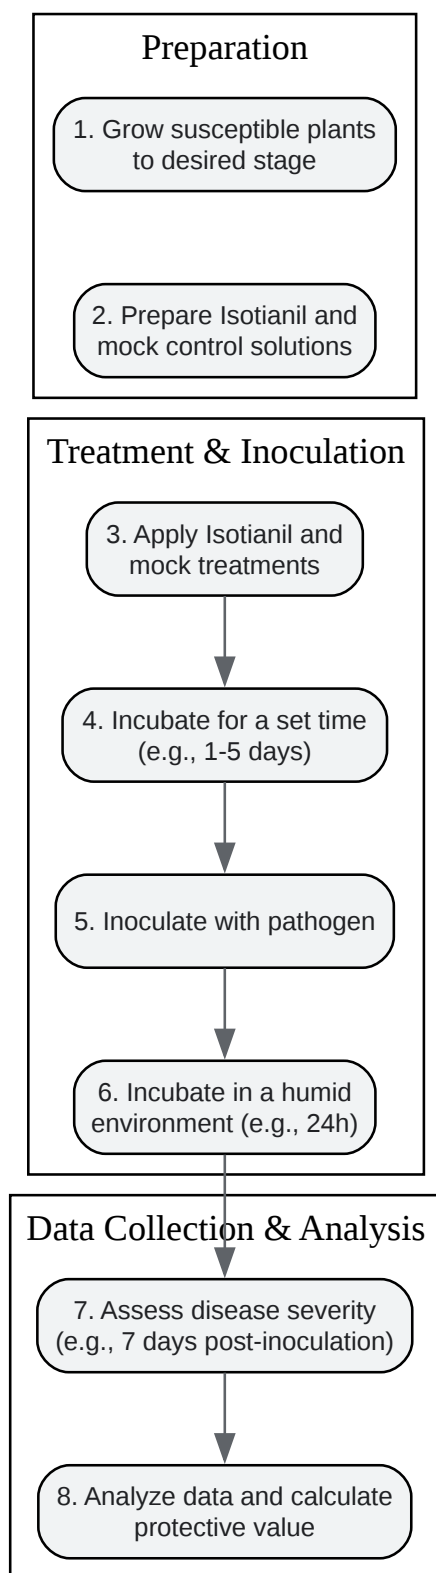 Preparation
1. Grow susceptible plants
to desired stage
2. Prepare Isotianil and
mock control solutions
Treatment & Inoculation
3. Apply Isotianil and
mock treatments
4. Incubate for a set time
(e.g., 1-5 days)
5. Inoculate with pathogen
6. Incubate in a humid
environment (e.g., 24h)
Data Collection & Analysis
7. Assess disease severity
(e.g., 7 days post-inoculation)
8. Analyze data and calculate
protective value